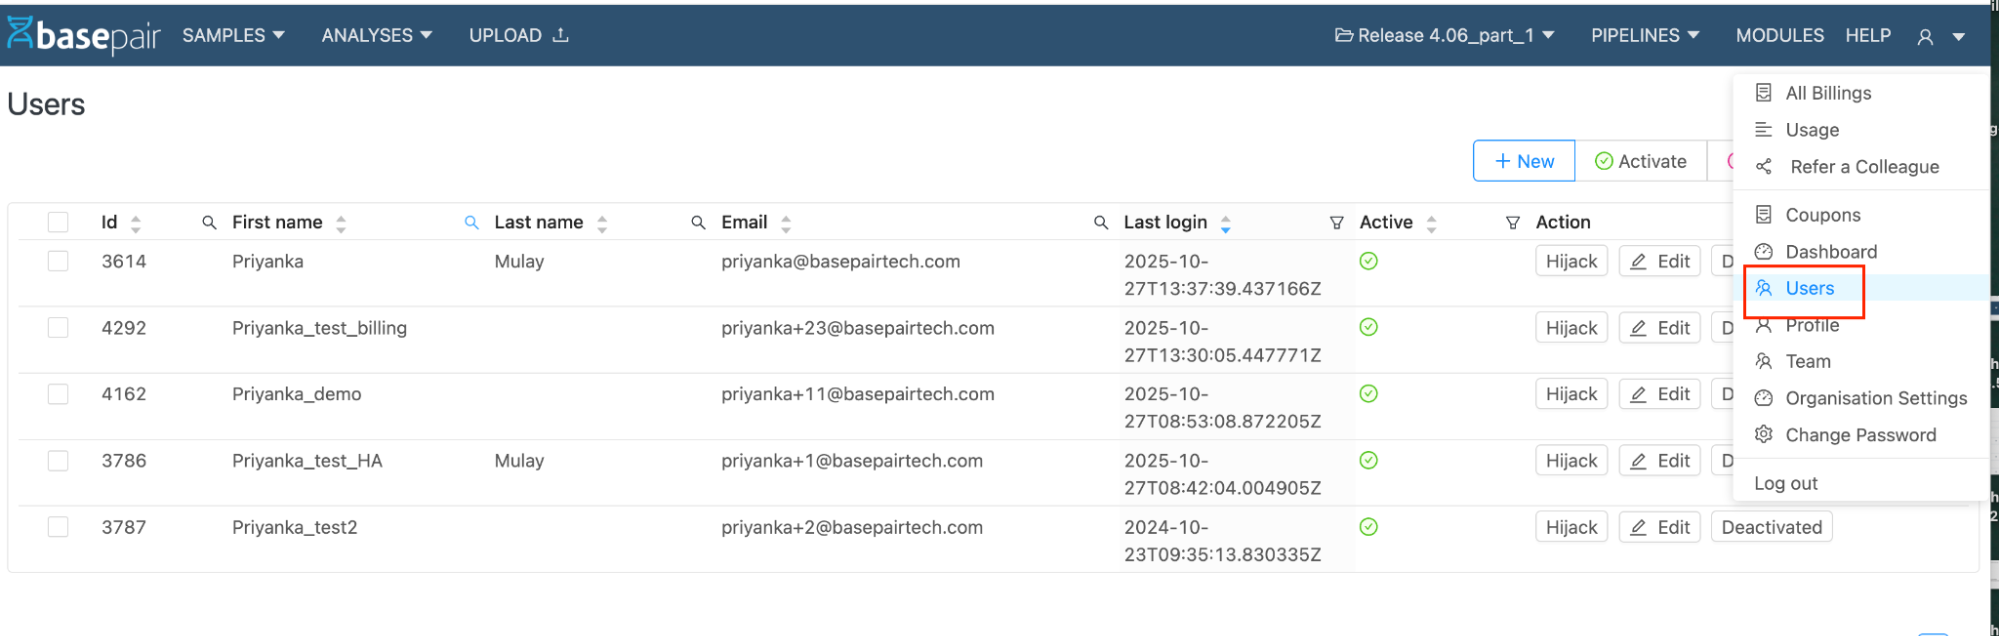 basepair SAMPLES ANALYSES UPLOAD Release 4.06_part_1 PIPELINES MODULES HELP
Users
All Billings
Usage
Refer a Colleague
Coupons
Dashboard
Users
Profile
Team
Organisation Settings
Change Password
Log out
+ New Activate
Id First name Last name Email Last login Active Action
3614 Priyanka Mulay priyanka@basepairtech.com 2025-10-27T13:37:39.437166Z Hijack Edit D
4292 Priyanka_test_billing priyanka+23@basepairtech.com 2025-10-27T13:30:05.447771Z Hijack Edit D
4162 Priyanka_demo priyanka+11@basepairtech.com 2025-10-27T08:53:08.872205Z Hijack Edit D
3786 Priyanka_test_HA Mulay priyanka+1@basepairtech.com 2025-10-27T08:42:04.004905Z Hijack Edit D
3787 Priyanka_test2 priyanka+2@basepairtech.com 2024-10-23T09:35:13.830335Z Hijack Edit Deactivated